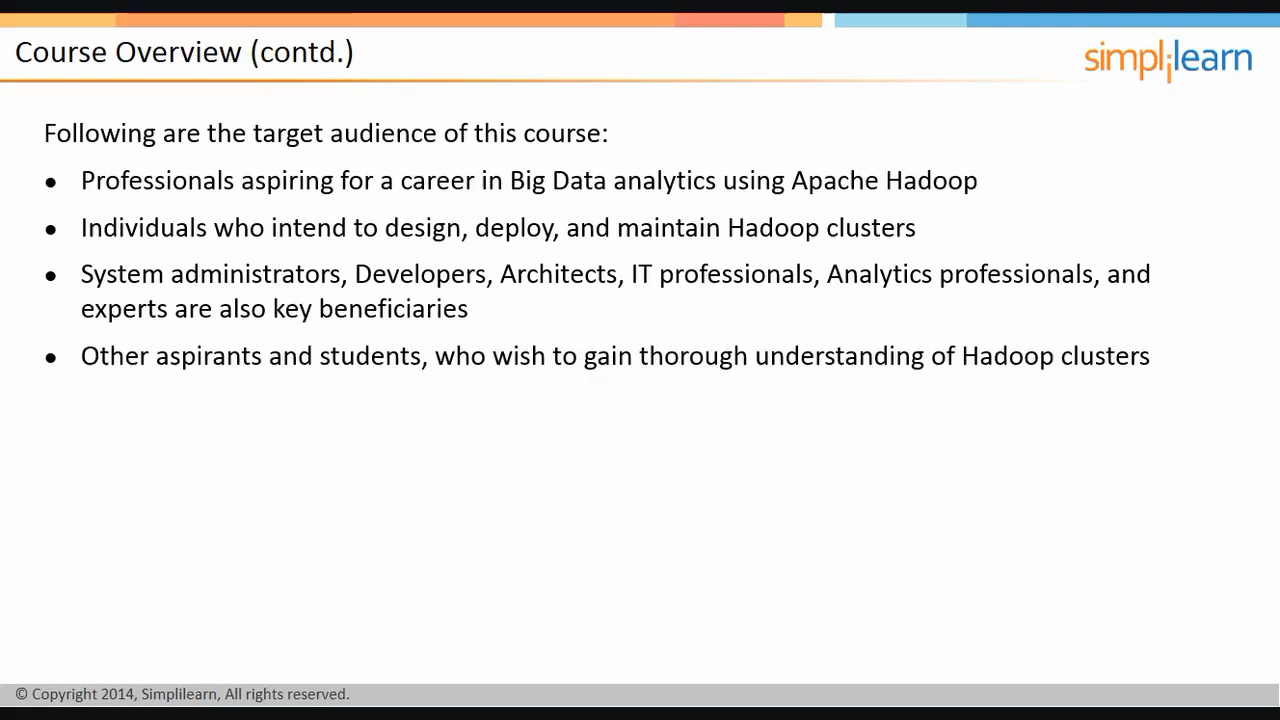 Course Overview (contd.)
simplilearn
Following are the target audience of this course:
● Professionals aspiring for a career in Big Data analytics using Apache Hadoop
● Individuals who intend to design, deploy, and maintain Hadoop clusters
● System administrators, Developers, Architects, IT professionals, Analytics professionals, and
experts are also key beneficiaries
● Other aspirants and students, who wish to gain thorough understanding of Hadoop clusters
© Copyright 2014, Simplilearn, All rights reserved.